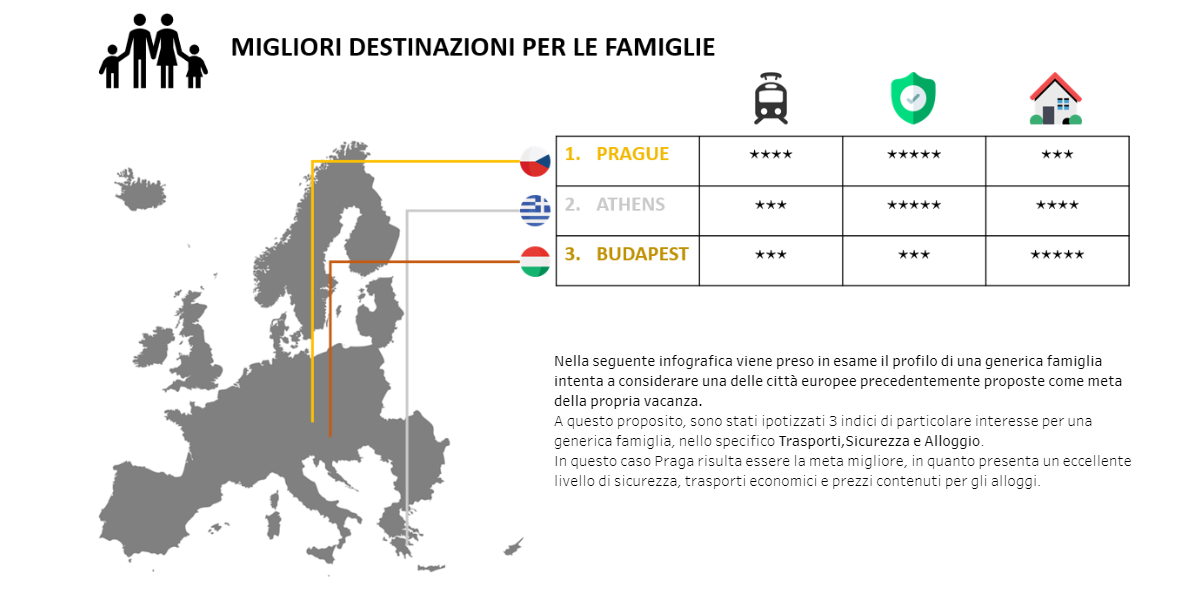 MIGLIORI DESTINAZIONI PER LE FAMIGLIE
1. PRAGUE ★★★★ ★★★★★ ★★★
2. ATHENS ★★★ ★★★★★ ★★★★
3. BUDAPEST ★★★ ★★★ ★★★★★
Nella seguente infografica viene preso in esame il profilo di una generica famiglia
intenta a considerare una delle città europee precedentemente proposte come meta
della propria vacanza.
A questo proposito, sono stati ipotizzati 3 indici di particolare interesse per una
generica famiglia, nello specifico Trasporti,Sicurezza e Alloggio.
In questo caso Praga risulta essere la meta migliore, in quanto presenta un eccellente
livello di sicurezza, trasporti economici e prezzi contenuti per gli alloggi.